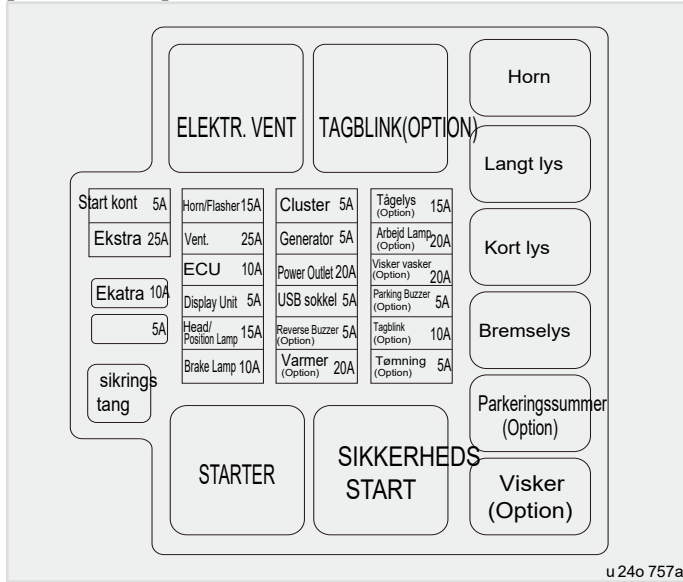 Horn
ELEKTR. VENT
TAGBLINK(OPTION)
Langt lys
Start kont 5A
Ekstra 25A
Horn/Flasher 15A
Vent. 25A
ECU 10A
Display Unit 5A
Head/
Position Lamp 15A
Brake Lamp 10A
Cluster 5A
Generator 5A
Power Outlet 20A
USB sokkel 5A
Reverse Buzzer 5A
(Option)
Varmer 20A
(Option)
Tågelys 15A
(Option)
Arbejd Lamp 20A
(Option)
Visker vasker
(Option) 20A
Parking Buzzer 5A
(Option)
Tagblink 10A
(Option)
Tømning 5A
(Option)
Kort lys
Ekatra 10A
5A
Bremselys
sikrings
tang
Parkeringssummer
(Option)
STARTER
SIKKERHEDS
START
Visker
(Option)
u 24o 757a